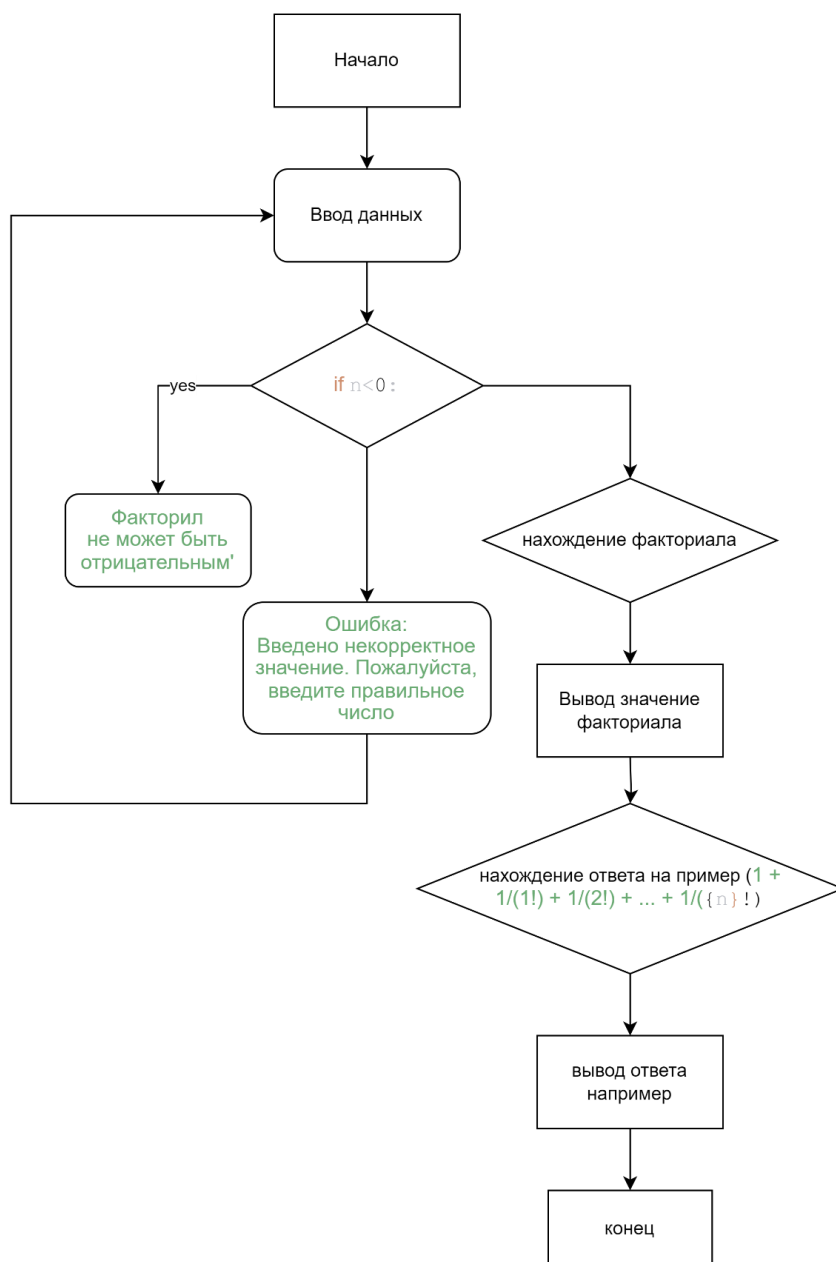 Начало
Ввод данных
if n<0:
yes
Факторил
не может быть
отрицательным'
нахождение факториала
Ошибка:
Введено некорректное
значение. Пожалуйста,
введите правильное
число
Вывод значение
факториала
нахождение ответа на пример (1 +
1/(1!) + 1/(2!) + ... + 1/({n}!)
вывод ответа
например
конец